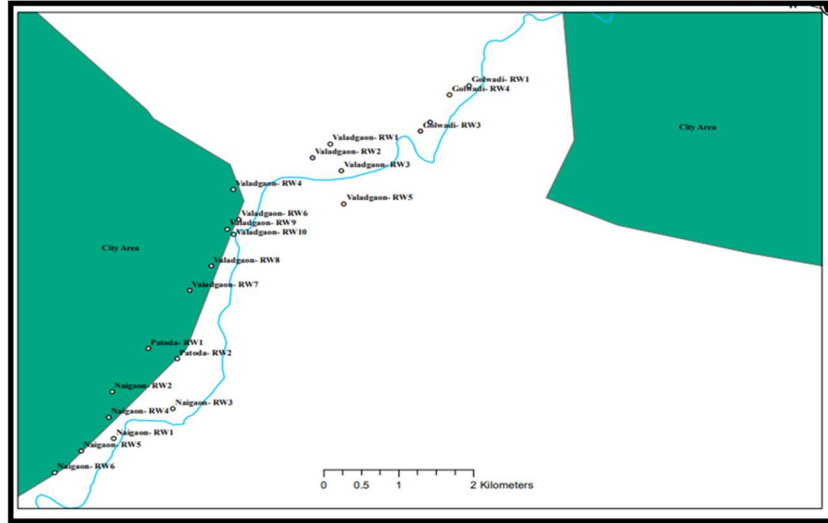 Golwadi- RW1
Golwadi- RW4
Golwadi- RW3
City Area
Valadgaon- RW1
Valadgaon- RW2
Valadgaon- RW3
Valadgaon- RW4
Valadgaon- RW5
Valadgaon- RW6
Valadgaon- RW9
Valadgaon- RW10
City Area
Valadgaon- RW8
Valadgaon- RW7
Patoda- RW1
Patoda- RW2
Naigaon- RW2
Naigaon- RW3
Naigaon- RW4
Naigaon- RW1
Naigaon- RW5
Naigaon- RW6
0 0.5 1 2 Kilometers